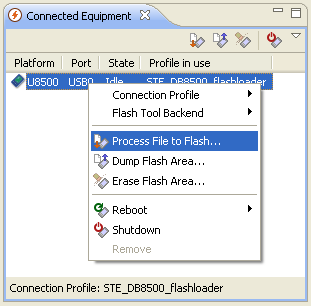 Connected Equipment
Platform Port State Profile in use
U8500 USB0 Idle STE_DB8500_flashloader
Connection Profile
Flash Tool Backend
Process File to Flash...
Dump Flash Area...
Erase Flash Area...
Reboot
Shutdown
Remove
Connection Profile: STE_DB8500_flashloader